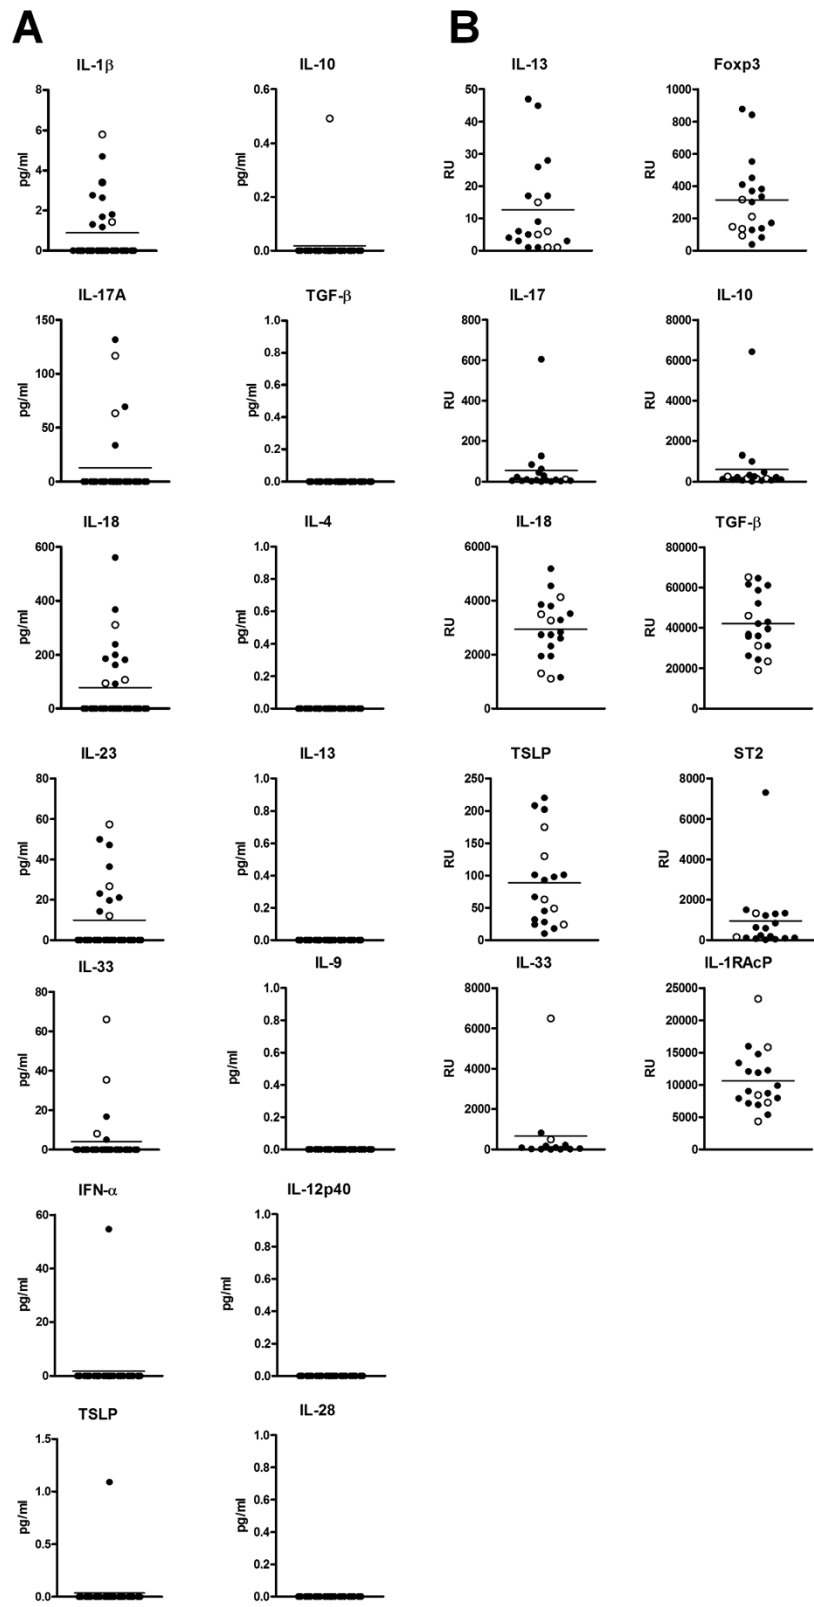 A
B
IL-1β
8
6
4
2
0
pg/ml
IL-10
0.6
0.4
0.2
0.0
pg/ml
IL-13
50
40
30
20
10
0
RU
Foxp3
1000
800
600
400
200
0
RU
IL-17A
150
100
50
0
pg/ml
TGF-β
1.0
0.8
0.6
0.4
0.2
0.0
pg/ml
IL-17
800
600
400
200
0
RU
IL-10
8000
6000
4000
2000
0
RU
IL-18
600
400
200
0
pg/ml
IL-4
1.0
0.8
0.6
0.4
0.2
0.0
pg/ml
IL-18
6000
4000
2000
0
RU
TGF-β
80000
60000
40000
20000
0
RU
IL-23
80
60
40
20
0
pg/ml
IL-13
1.0
0.8
0.6
0.4
0.2
0.0
pg/ml
TSLP
250
200
150
100
50
0
RU
ST2
8000
6000
4000
2000
0
RU
IL-33
80
60
40
20
0
pg/ml
IL-9
1.0
0.8
0.6
0.4
0.2
0.0
pg/ml
IL-33
8000
6000
4000
2000
0
RU
IL-1RAcP
25000
20000
15000
10000
5000
0
RU
IFN-α
60
40
20
0
pg/ml
IL-12p40
1.0
0.8
0.6
0.4
0.2
0.0
pg/ml
TSLP
1.5
1.0
0.5
0.0
pg/ml
IL-28
1.0
0.8
0.6
0.4
0.2
0.0
pg/ml